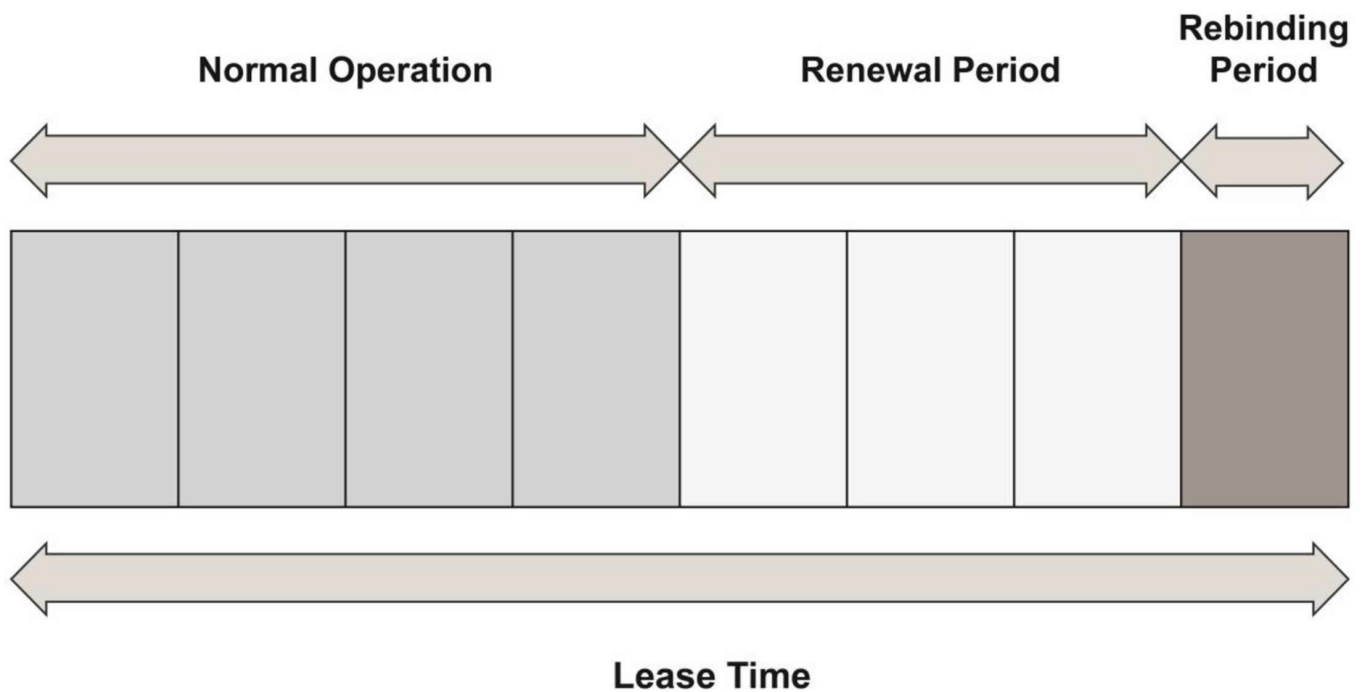 Normal Operation
Renewal Period
Rebinding
Period
Lease Time